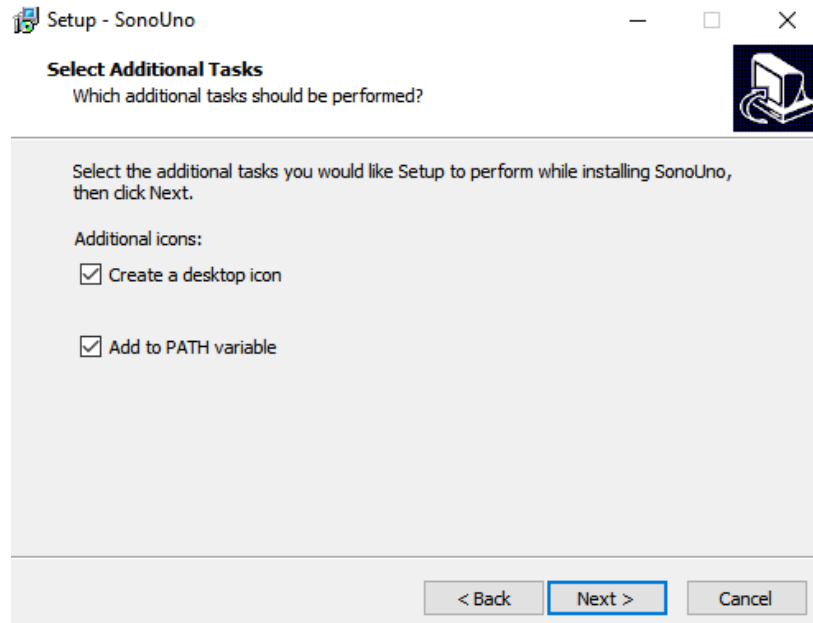 Setup - SonoUno
Select Additional Tasks
Which additional tasks should be performed?
Select the additional tasks you would like Setup to perform while installing SonoUno,
then click Next.
Additional icons:
Create a desktop icon
Add to PATH variable
< Back
Next >
Cancel